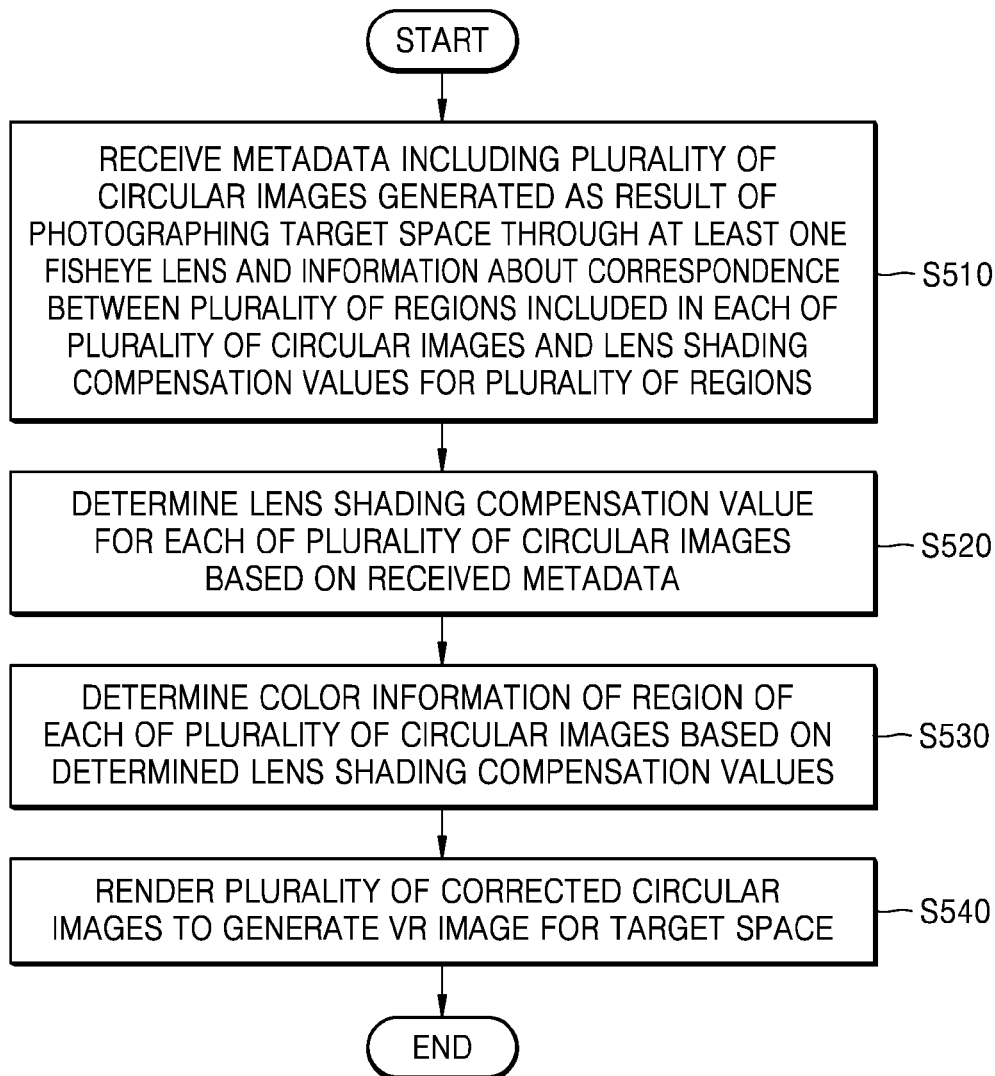 START
RECEIVE METADATA INCLUDING PLURALITY OF
CIRCULAR IMAGES GENERATED AS RESULT OF
PHOTOGRAPHING TARGET SPACE THROUGH AT LEAST ONE
FISHEYE LENS AND INFORMATION ABOUT CORRESPONDENCE
BETWEEN PLURALITY OF REGIONS INCLUDED IN EACH OF
PLURALITY OF CIRCULAR IMAGES AND LENS SHADING
COMPENSATION VALUES FOR PLURALITY OF REGIONS
S510
DETERMINE LENS SHADING COMPENSATION VALUE
FOR EACH OF PLURALITY OF CIRCULAR IMAGES
BASED ON RECEIVED METADATA
S520
DETERMINE COLOR INFORMATION OF REGION OF
EACH OF PLURALITY OF CIRCULAR IMAGES BASED ON
DETERMINED LENS SHADING COMPENSATION VALUES
S530
RENDER PLURALITY OF CORRECTED CIRCULAR
IMAGES TO GENERATE VR IMAGE FOR TARGET SPACE
S540
END